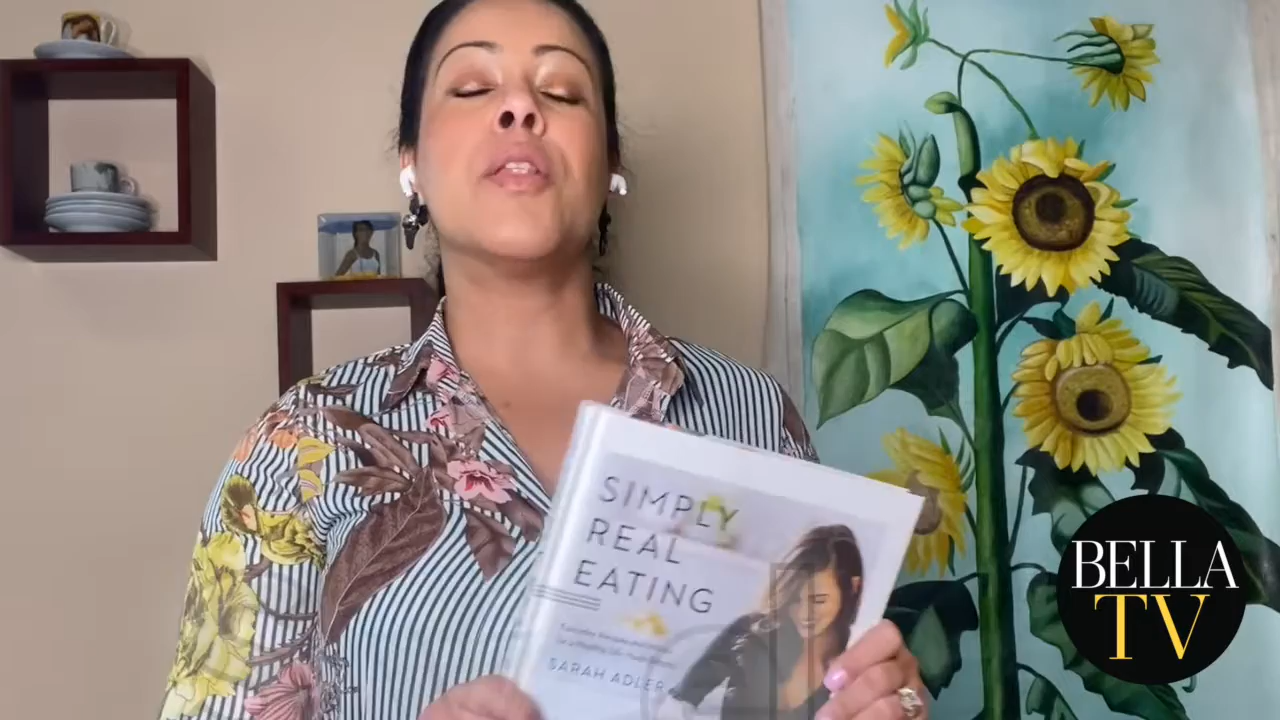 SIMPLY
REAL
EATING
SARAH ADLER
BELLA
TV